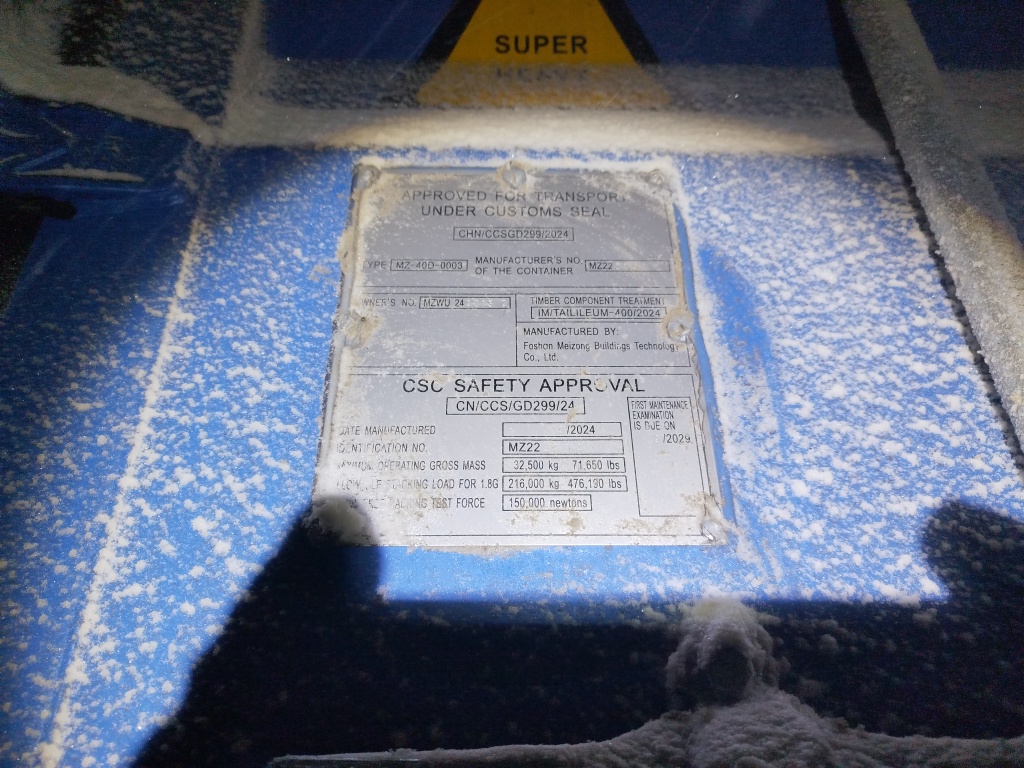 SUPER
HEAVY
APPROVED FOR TRANSPORT
UNDER CUSTOMS SEAL
CHN/CCSGD299/2024
TYPE MZ-40D-0003 MANUFACTURER'S NO. OF THE CONTAINER MZ22
OWNER'S NO. MZWU 24
TIMBER COMPONENT TREATMENT
IM/TAILILEUM-400/2024
MANUFACTURED BY:
Foshan Meizong Buildings Technology
Co., Ltd.
CSC SAFETY APPROVAL
CN/CCS/GD299/24
DATE MANUFACTURED /2024
IDENTIFICATION NO. MZ22
MAXIMUM OPERATING GROSS MASS 32,500 kg 71,650 lbs
STACKING LOAD FOR 1.8G 216,000 kg 476,190 lbs
TEST FORCE 150,000 newtons
FIRST MAINTENANCE
EXAMINATION
IS DUE ON
/2029